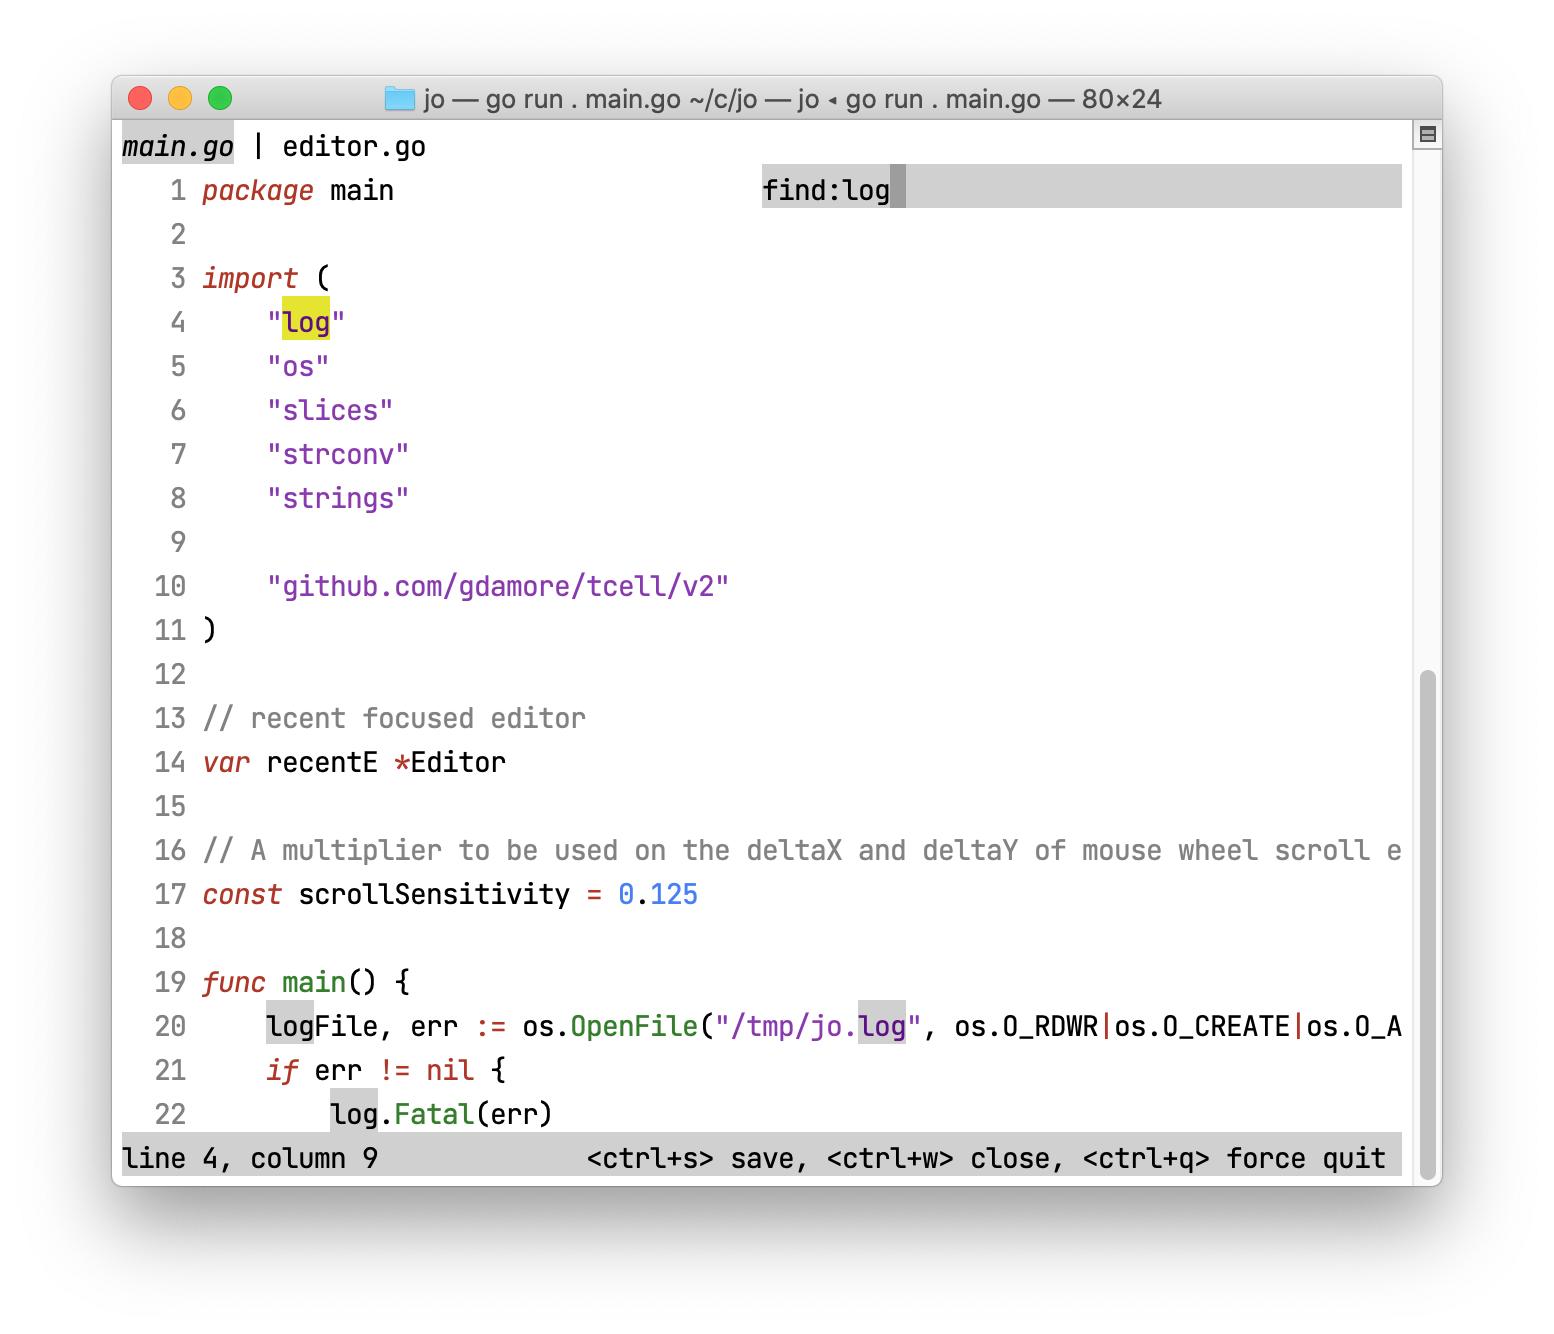 jo — go run . main.go ~/c/jo — jo ◂ go run . main.go — 80×24
main.go | editor.go
1 package main find:log
2
3 import (
4     "log"
5     "os"
6     "slices"
7     "strconv"
8     "strings"
9
10     "github.com/gdamore/tcell/v2"
11 )
12
13 // recent focused editor
14 var recentE *Editor
15
16 // A multiplier to be used on the deltaX and deltaY of mouse wheel scroll e
17 const scrollSensitivity = 0.125
18
19 func main() {
20     logFile, err := os.OpenFile("/tmp/jo.log", os.O_RDWR|os.O_CREATE|os.O_A
21     if err != nil {
22         log.Fatal(err)
line 4, column 9 <ctrl+s> save, <ctrl+w> close, <ctrl+q> force quit